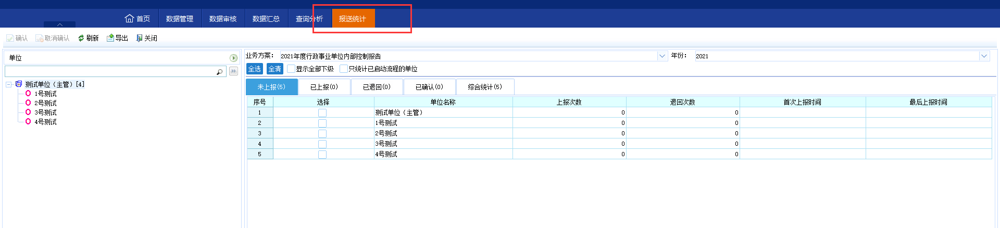 首页 数据管理 数据审核 数据汇总 查询分析 报送统计
确认 取消确认 刷新 导出 关闭
单位
测试单位（主管）[4]
1号测试
2号测试
3号测试
4号测试
业务方案： 2021年度行政事业单位内部控制报告 年份： 2021
全选 全清 显示全部下级 只统计已启动流程的单位
未上报(5) 已上报(0) 已退回(0) 已确认(0) 综合统计(5)
序号 选择 单位名称 上报次数 退回次数 首次上报时间 最后上报时间
1 测试单位（主管） 0 0
2 1号测试 0 0
3 2号测试 0 0
4 3号测试 0 0
5 4号测试 0 0